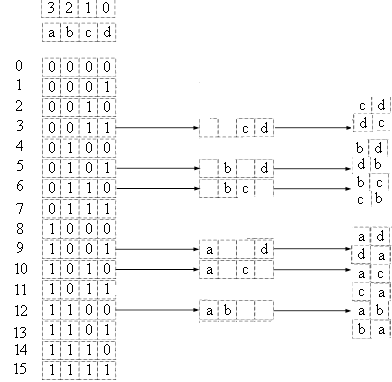 3 2 1 0
a b c d
0 0 0 0 0
1 0 0 0 1
2 0 0 1 0
c d
3 0 0 1 1 c d
d c
4 0 1 0 0
b d
5 0 1 0 1 b d
d b
6 0 1 1 0 b c
b c
c b
7 0 1 1 1
8 1 0 0 0
a d
9 1 0 0 1 a d
d a
10 1 0 1 0 a c
a c
11 1 0 1 1
c a
12 1 1 0 0 a b
a b
13 1 1 0 1
b a
14 1 1 1 0
15 1 1 1 1